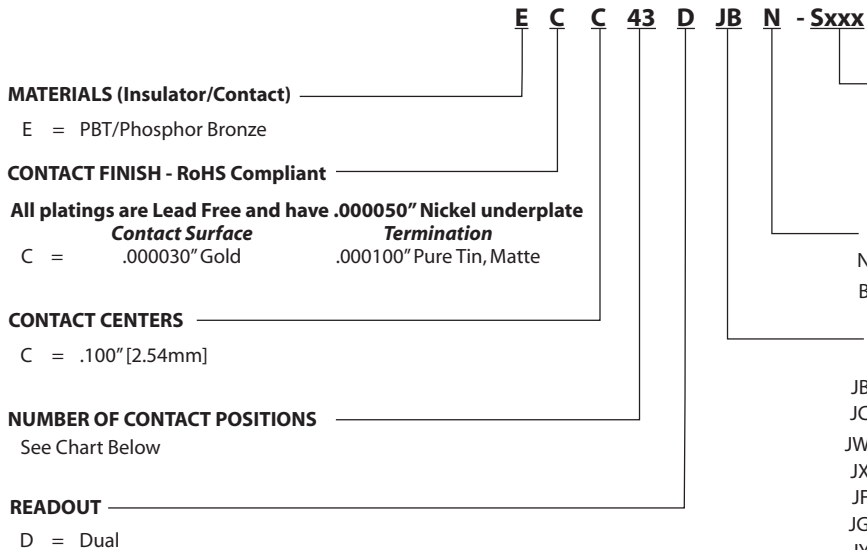 E C C 43 D JB N - Sxxx
MATERIALS (Insulator/Contact)
E = PBT/Phosphor Bronze
CONTACT FINISH - RoHS Compliant
All platings are Lead Free and have .000050" Nickel underplate
Contact Surface Termination
C = .000030" Gold .000100" Pure Tin, Matte
CONTACT CENTERS
C = .100" [2.54mm]
NUMBER OF CONTACT POSITIONS
See Chart Below
READOUT
D = Dual
N
B
JB
JC
JW
JX
JF
JG